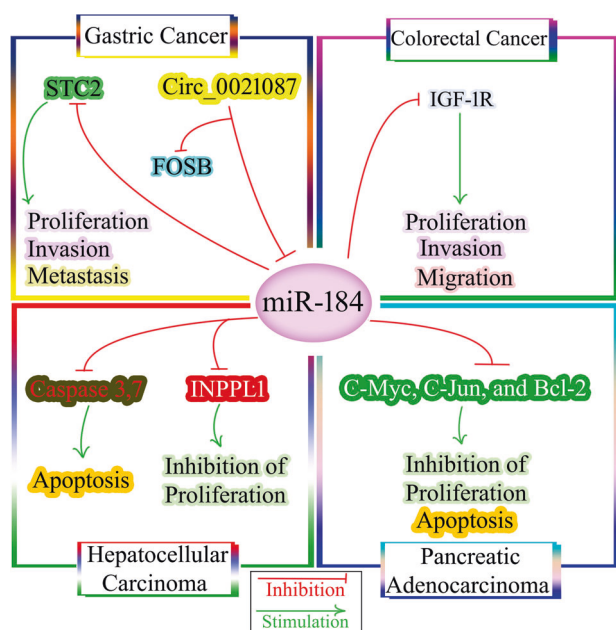 Gastric Cancer
STC2
Circ_0021087
FOSB
Proliferation
Invasion
Metastasis
Colorectal Cancer
IGF-1R
Proliferation
Invasion
Migration
miR-184
Caspase 3,7
INPPL1
Apoptosis
Inhibition of
Proliferation
Hepatocellular
Carcinoma
C-Myc, C-Jun, and Bcl-2
Inhibition of
Proliferation
Apoptosis
Pancreatic
Adenocarcinoma
Inhibition
Stimulation